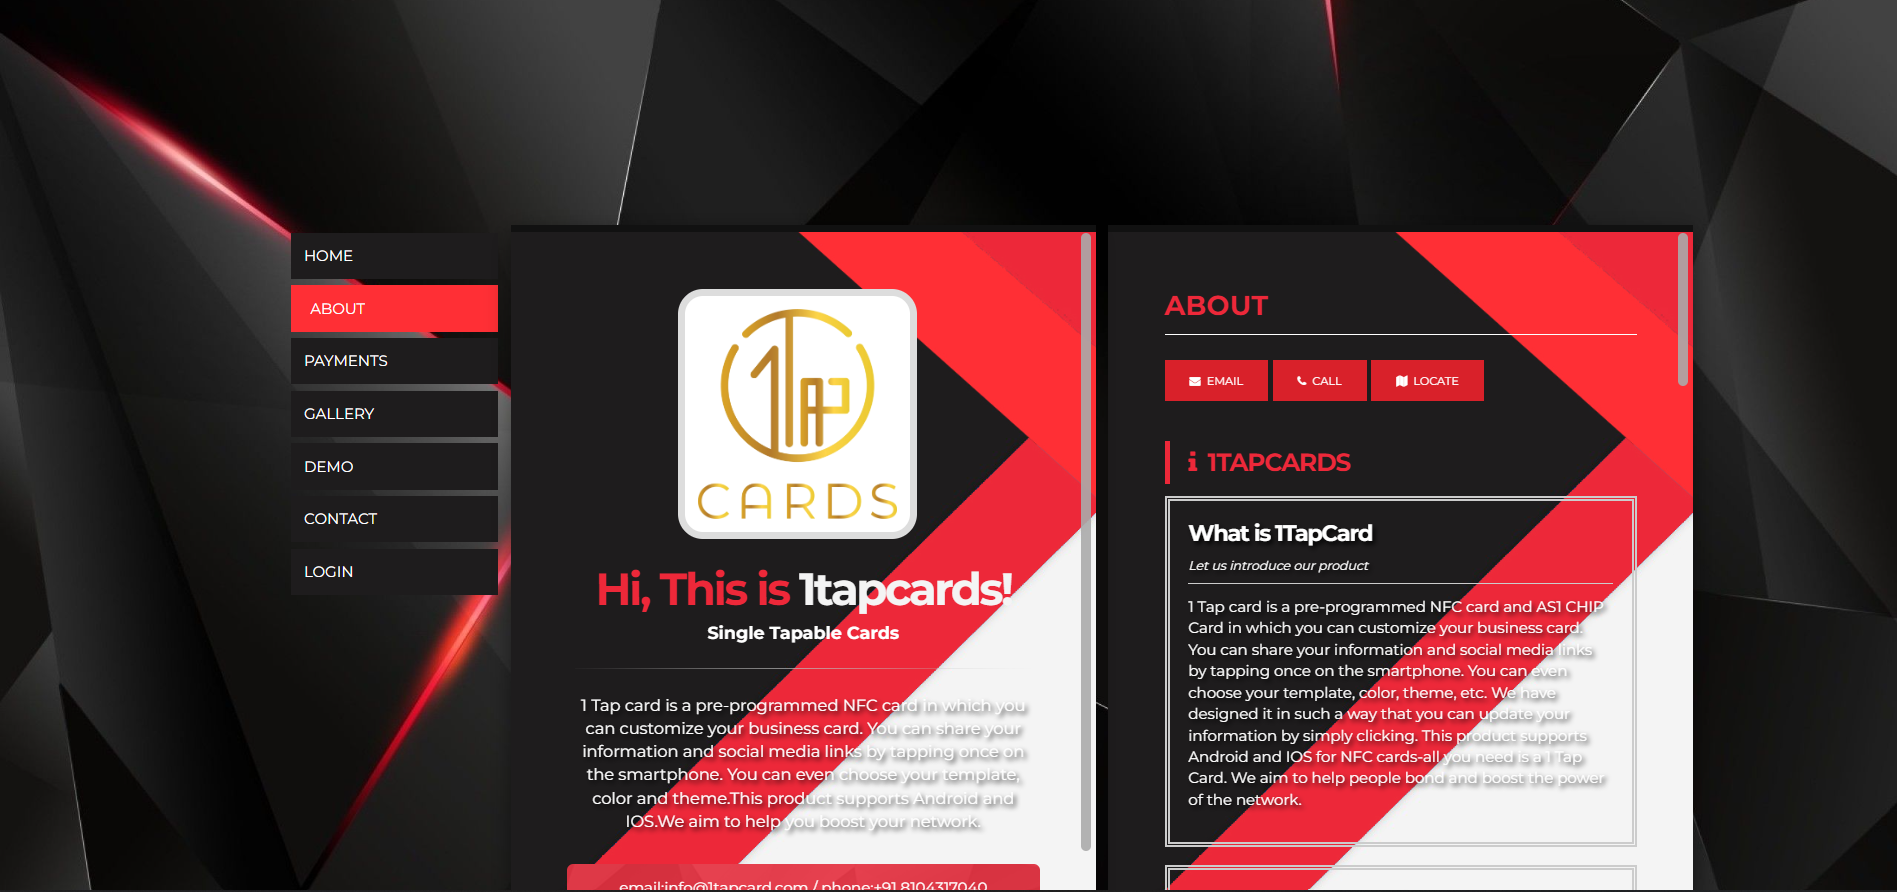 HOME
ABOUT
PAYMENTS
GALLERY
DEMO
CONTACT
LOGIN
1TAP
CARDS
Hi, This is 1tapcards!
Single Tapable Cards
1 Tap card is a pre-programmed NFC card in which you
can customize your business card. You can share your
information and social media links by tapping once on
the smartphone. You can even choose your template,
color and theme.This product supports Android and
IOS.We aim to help you boost your network.
email:info@1tapcard.com / phone:+91 8104317040
ABOUT
EMAIL
CALL
LOCATE
1TAPCARDS
What is 1TapCard
Let us introduce our product
1 Tap card is a pre-programmed NFC card and AS1 CHIP
Card in which you can customize your business card.
You can share your information and social media links
by tapping once on the smartphone. You can even
choose your template, color, theme, etc. We have
designed it in such a way that you can update your
information by simply clicking. This product supports
Android and IOS for NFC cards-all you need is a 1 Tap
Card. We aim to help people bond and boost the power
of the network.